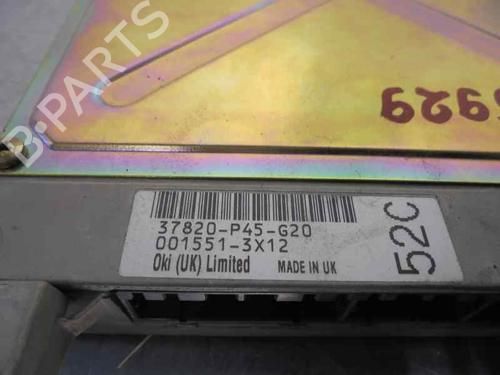 B-PARTS
6929
37820-P45-G20
001551-3X12
Oki (UK) Limited MADE IN UK
52C